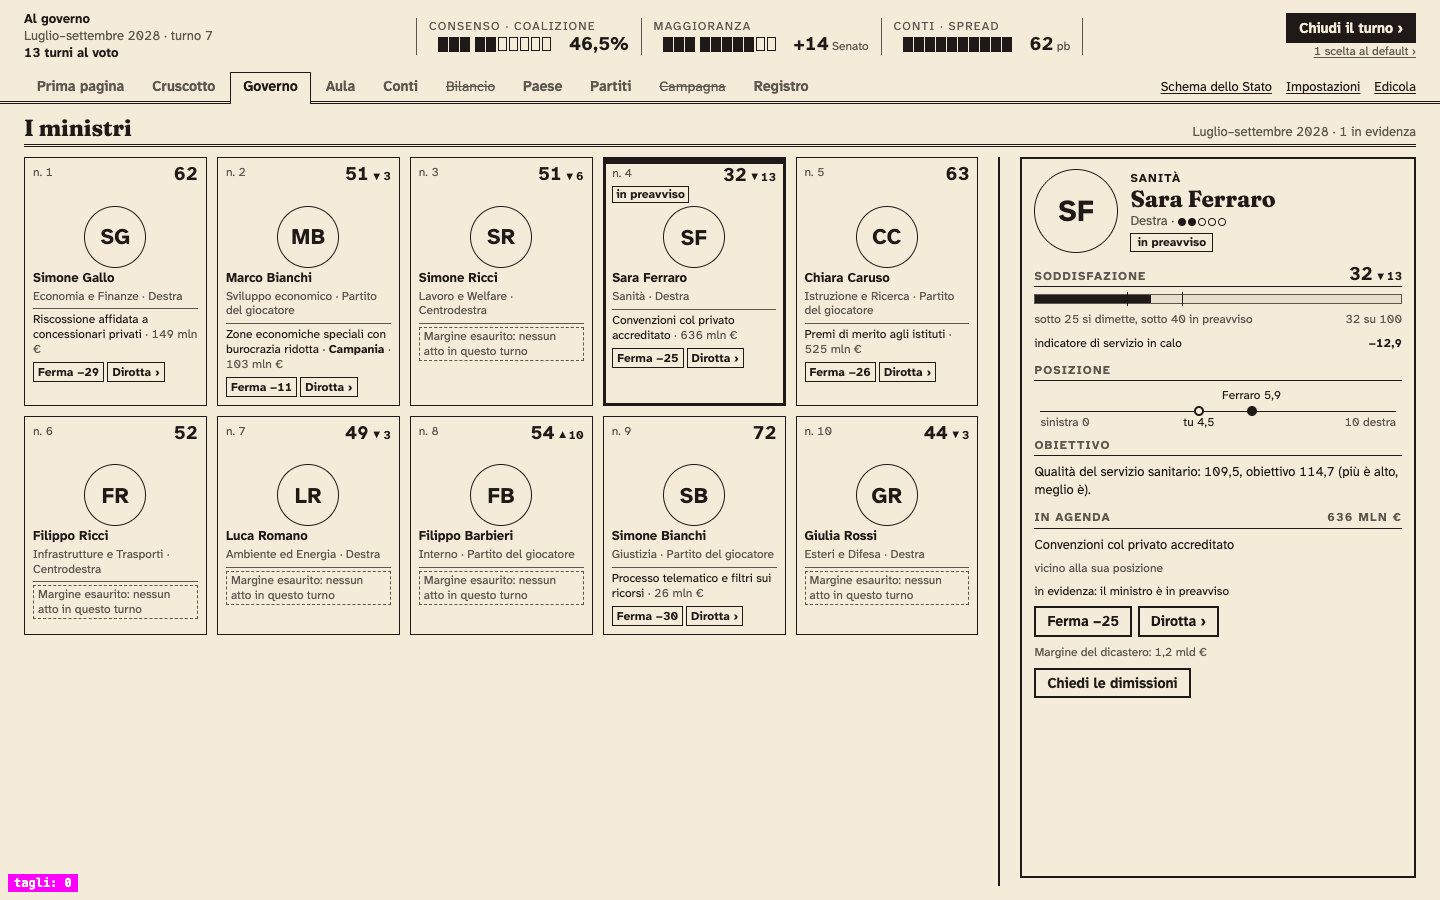 Al governo
Luglio–settembre 2028 · turno 7
13 turni al voto
CONSENSO · COALIZIONE
46,5%
MAGGIORANZA
+14 Senato
CONTI · SPREAD
62 pb
Chiudi il turno ›
1 scelta al default ›
Prima pagina Cruscotto Governo Aula Conti Bilancio Paese Partiti Campagna Registro
Schema dello Stato Impostazioni Edicola
I ministri
Luglio–settembre 2028 · 1 in evidenza
n. 1 62
SG
Simone Gallo
Economia e Finanze · Destra
Riscossione affidata a
concessionari privati · 149 mln
€
Ferma −29 Dirotta ›
n. 2 51 ▼ 3
MB
Marco Bianchi
Sviluppo economico · Partito
del giocatore
Zone economiche speciali con
burocrazia ridotta · Campania ·
103 mln €
Ferma −11 Dirotta ›
n. 3 51 ▼ 6
SR
Simone Ricci
Lavoro e Welfare ·
Centrodestra
Margine esaurito: nessun
atto in questo turno
n. 4 32 ▼ 13
in preavviso
SF
Sara Ferraro
Sanità · Destra
Convenzioni col privato
accreditato · 636 mln €
Ferma −25 Dirotta ›
n. 5 63
CC
Chiara Caruso
Istruzione e Ricerca · Partito
del giocatore
Premi di merito agli istituti ·
525 mln €
Ferma −26 Dirotta ›
n. 6 52
FR
Filippo Ricci
Infrastrutture e Trasporti ·
Centrodestra
Margine esaurito: nessun
atto in questo turno
n. 7 49 ▼ 3
LR
Luca Romano
Ambiente ed Energia · Destra
Margine esaurito: nessun
atto in questo turno
n. 8 54 ▲ 10
FB
Filippo Barbieri
Interno · Partito del giocatore
Margine esaurito: nessun
atto in questo turno
n. 9 72
SB
Simone Bianchi
Giustizia · Partito del giocatore
Processo telematico e filtri sui
ricorsi · 26 mln €
Ferma −30 Dirotta ›
n. 10 44 ▼ 3
GR
Giulia Rossi
Esteri e Difesa · Destra
Margine esaurito: nessun
atto in questo turno
SF
SANITÀ
Sara Ferraro
Destra · ●●○○○
in preavviso
SODDISFAZIONE 32 ▼ 13
sotto 25 si dimette, sotto 40 in preavviso 32 su 100
indicatore di servizio in calo −12,9
POSIZIONE
Ferraro 5,9
sinistra 0 tu 4,5 10 destra
OBIETTIVO
Qualità del servizio sanitario: 109,5, obiettivo 114,7 (più è alto,
meglio è).
IN AGENDA 636 MLN €
Convenzioni col privato accreditato
vicino alla sua posizione
in evidenza: il ministro è in preavviso
Ferma −25 Dirotta ›
Margine del dicastero: 1,2 mld €
Chiedi le dimissioni
tagli: 0